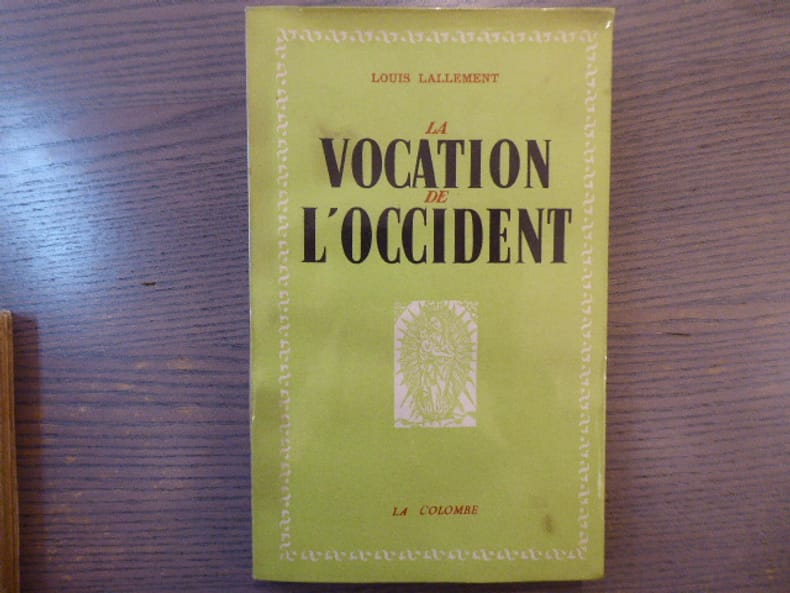 LOUIS LALLEMENT
LA
VOCATION
DE
L'OCCIDENT
LA COLOMBE